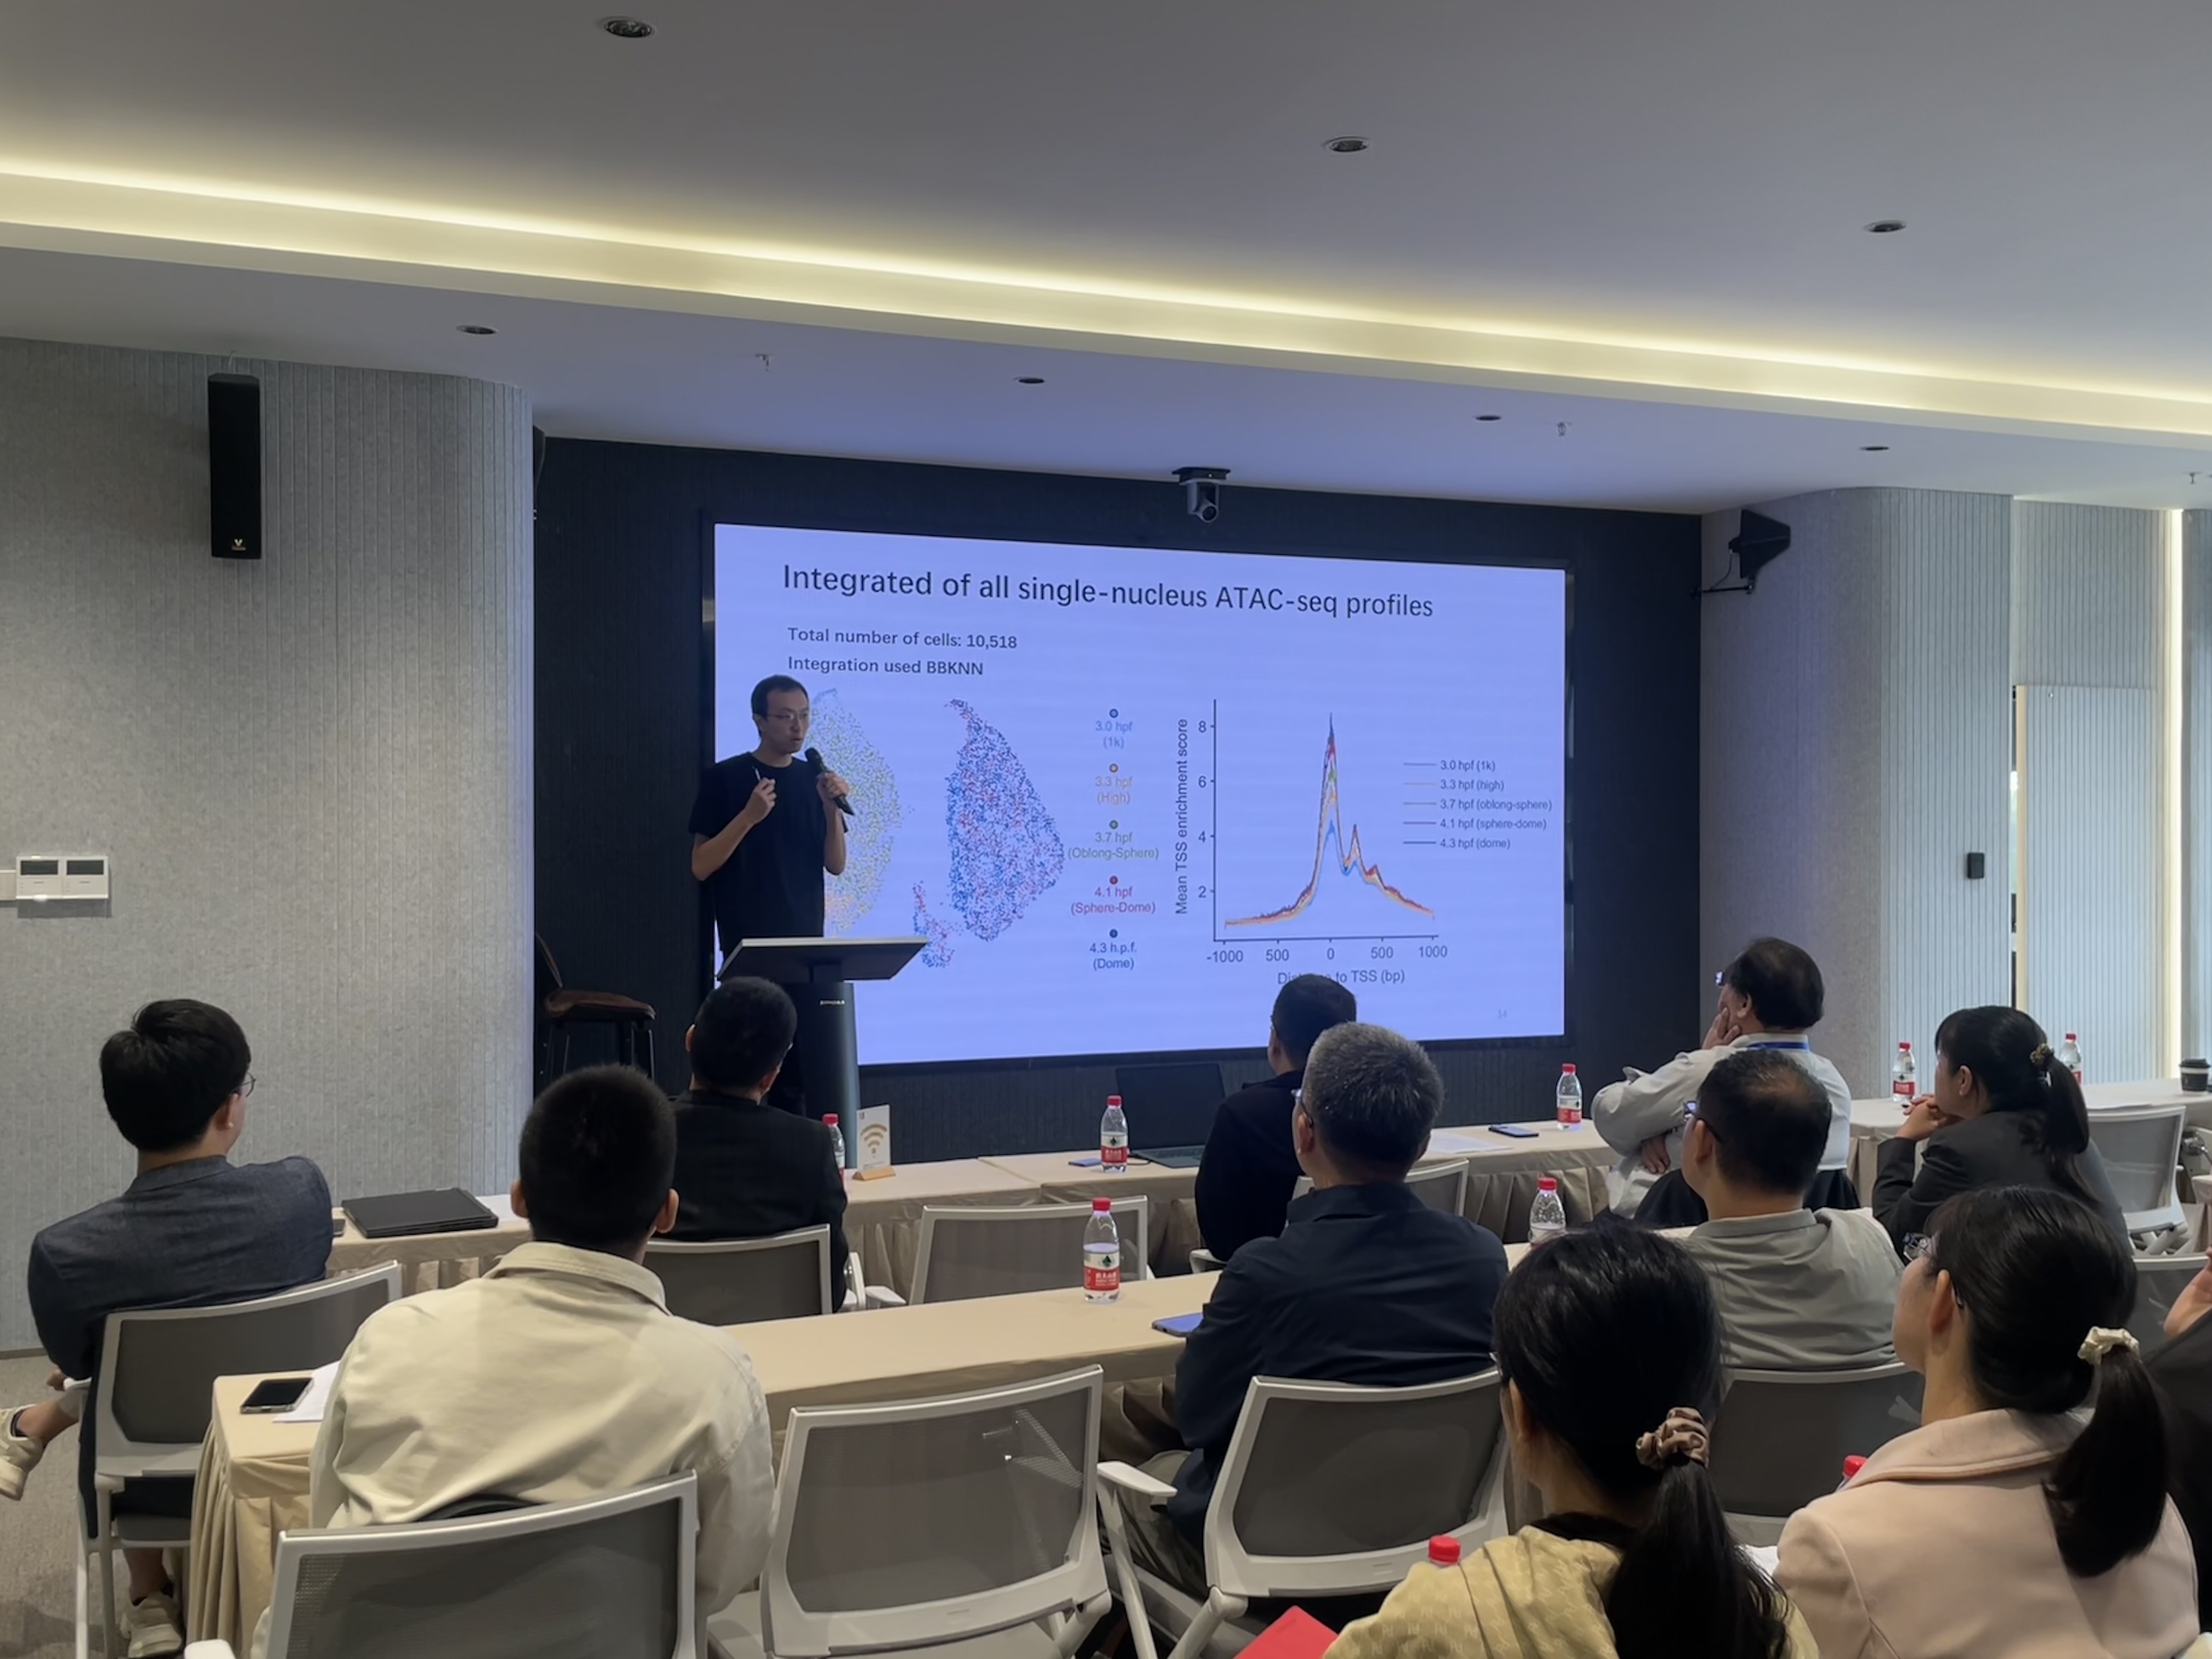 Integrated of all single-nucleus ATAC-seq profiles
Total number of cells: 10,518
Integration used BBKNN
3.0 hpf
(1k)
3.3 hpf
(High)
3.7 hpf
(Oblong-Sphere)
4.1 hpf
(Sphere-Dome)
4.3 h.p.f.
(Dome)
Mean TSS enrichment score
8
6
4
2
-1000 500 0 500 1000
to TSS (bp)
3.0 hpf (1k)
3.3 hpf (high)
3.7 hpf (oblong-sphere)
4.1 hpf (sphere-dome)
4.3 hpf (dome)